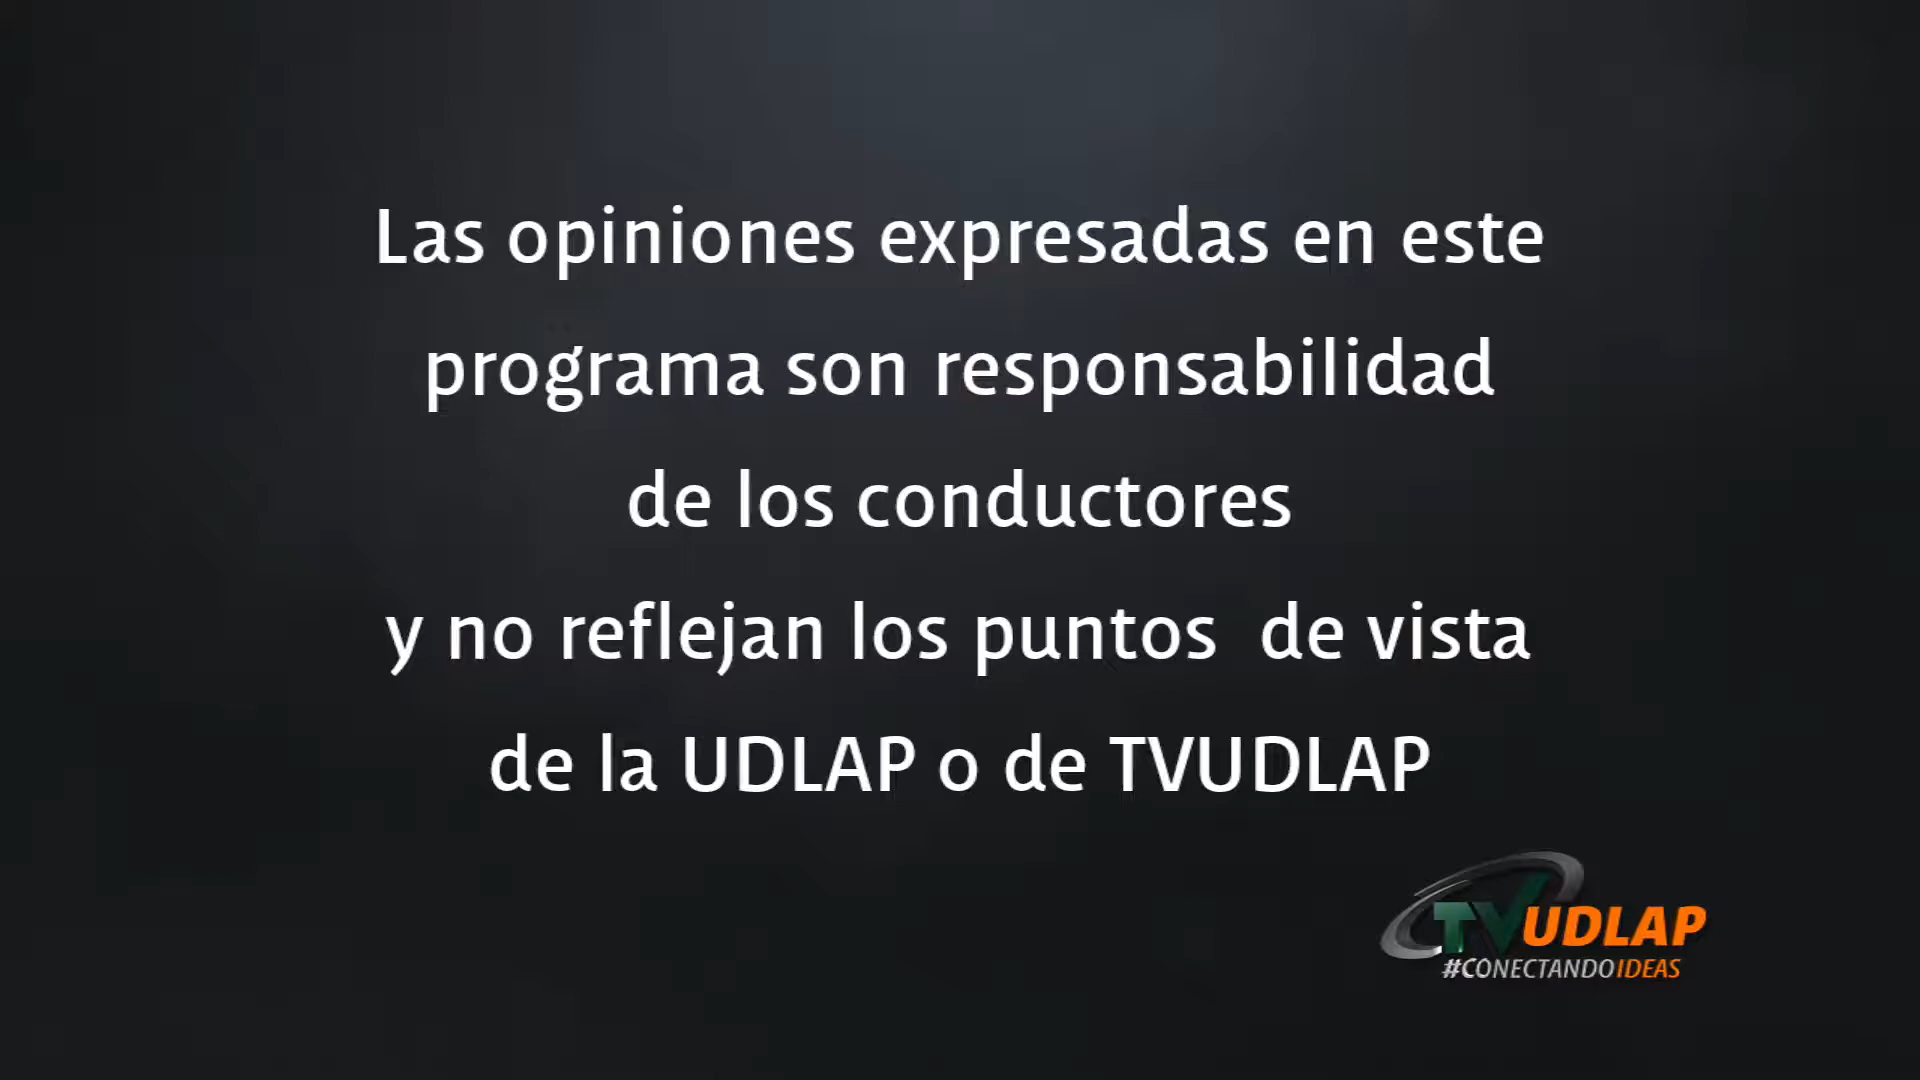 Las opiniones expresadas en este
programa son responsabilidad
de los conductores
y no reflejan los puntos  de vista
de la UDLAP o de TVUDLAP
TVUDLAP
#CONECTANDOIDEAS